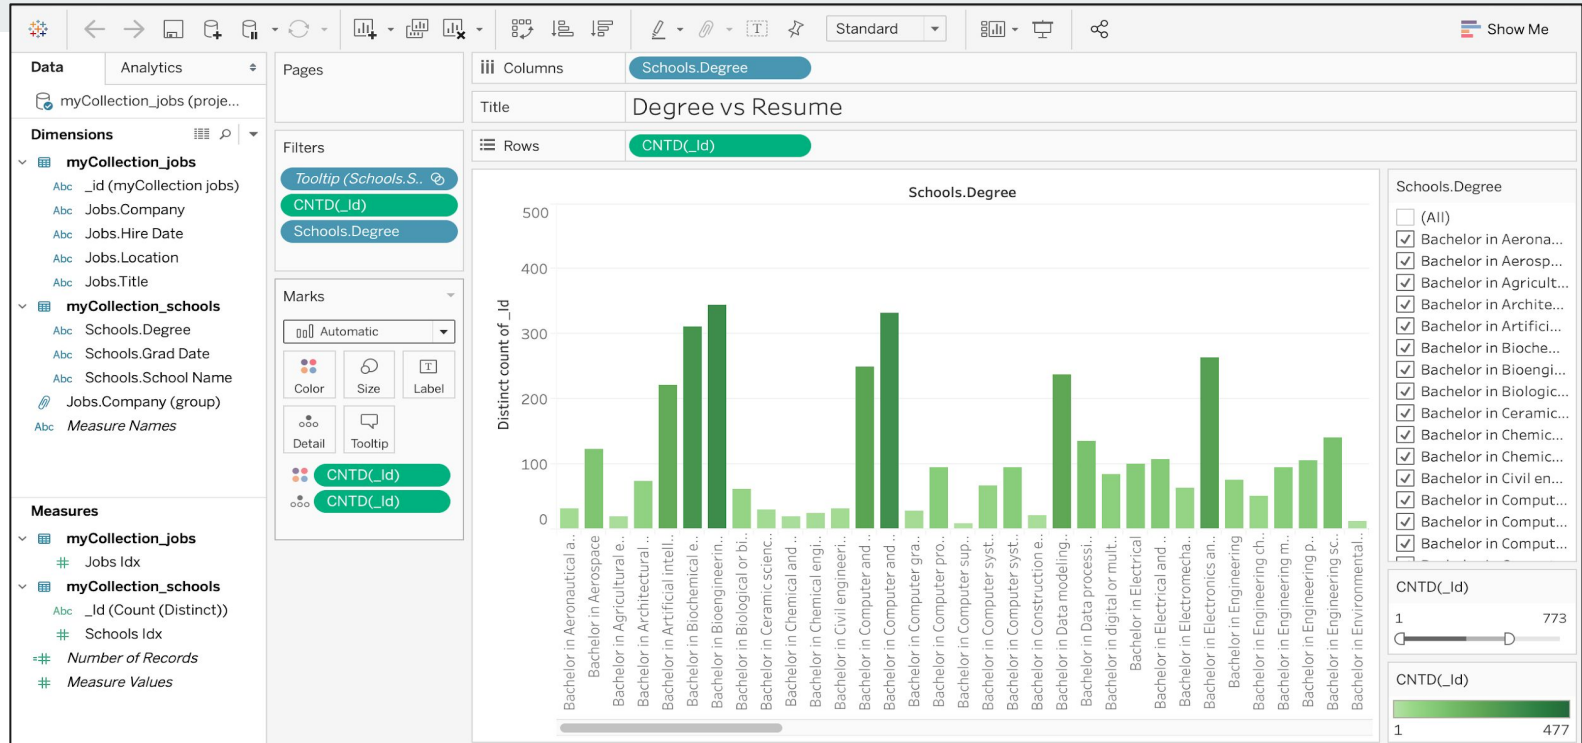 Standard
Show Me
Data
Analytics
myCollection_jobs (proje...
Dimensions
myCollection_jobs
Abc _id (myCollection jobs)
Abc Jobs.Company
Abc Jobs.Hire Date
Abc Jobs.Location
Abc Jobs.Title
myCollection_schools
Abc Schools.Degree
Abc Schools.Grad Date
Abc Schools.School Name
Jobs.Company (group)
Abc Measure Names
Measures
myCollection_jobs
# Jobs Idx
myCollection_schools
Abc _Id (Count (Distinct))
# Schools Idx
=# Number of Records
# Measure Values
Pages
Filters
Tooltip (Schools.S..
CNTD(_Id)
Schools.Degree
Marks
Automatic
Color
Size
T
Label
Detail
Tooltip
CNTD(_Id)
CNTD(_Id)
Columns
Schools.Degree
Title
Degree vs Resume
Rows
CNTD(_Id)
Schools.Degree
Distinct count of _Id
500
400
300
200
100
0
Bachelor in Aeronautical a..
Bachelor in Aerospace
Bachelor in Agricultural e..
Bachelor in Architectural ..
Bachelor in Artificial intell..
Bachelor in Biochemical e..
Bachelor in Bioengineerin..
Bachelor in Biological or bi..
Bachelor in Ceramic scienc..
Bachelor in Chemical and ..
Bachelor in Chemical engi..
Bachelor in Civil engineeri..
Bachelor in Computer and ..
Bachelor in Computer and ..
Bachelor in Computer gra..
Bachelor in Computer pro..
Bachelor in Computer sup..
Bachelor in Computer syst..
Bachelor in Computer syst..
Bachelor in Construction e..
Bachelor in Data modeling..
Bachelor in Data processi..
Bachelor in digital or mult..
Bachelor in Electrical
Bachelor in Electrical and ..
Bachelor in Electromecha..
Bachelor in Electronics an..
Bachelor in Engineering
Bachelor in Engineering ch..
Bachelor in Engineering m..
Bachelor in Engineering p..
Bachelor in Engineering sc..
Bachelor in Environmental..
Schools.Degree
(All)
Bachelor in Aerona...
Bachelor in Aerosp...
Bachelor in Agricult...
Bachelor in Archite...
Bachelor in Artifici...
Bachelor in Bioche...
Bachelor in Bioengi...
Bachelor in Biologic...
Bachelor in Ceramic...
Bachelor in Chemic...
Bachelor in Chemic...
Bachelor in Civil en...
Bachelor in Comput...
Bachelor in Comput...
Bachelor in Comput...
CNTD(_Id)
1 773
CNTD(_Id)
1 477